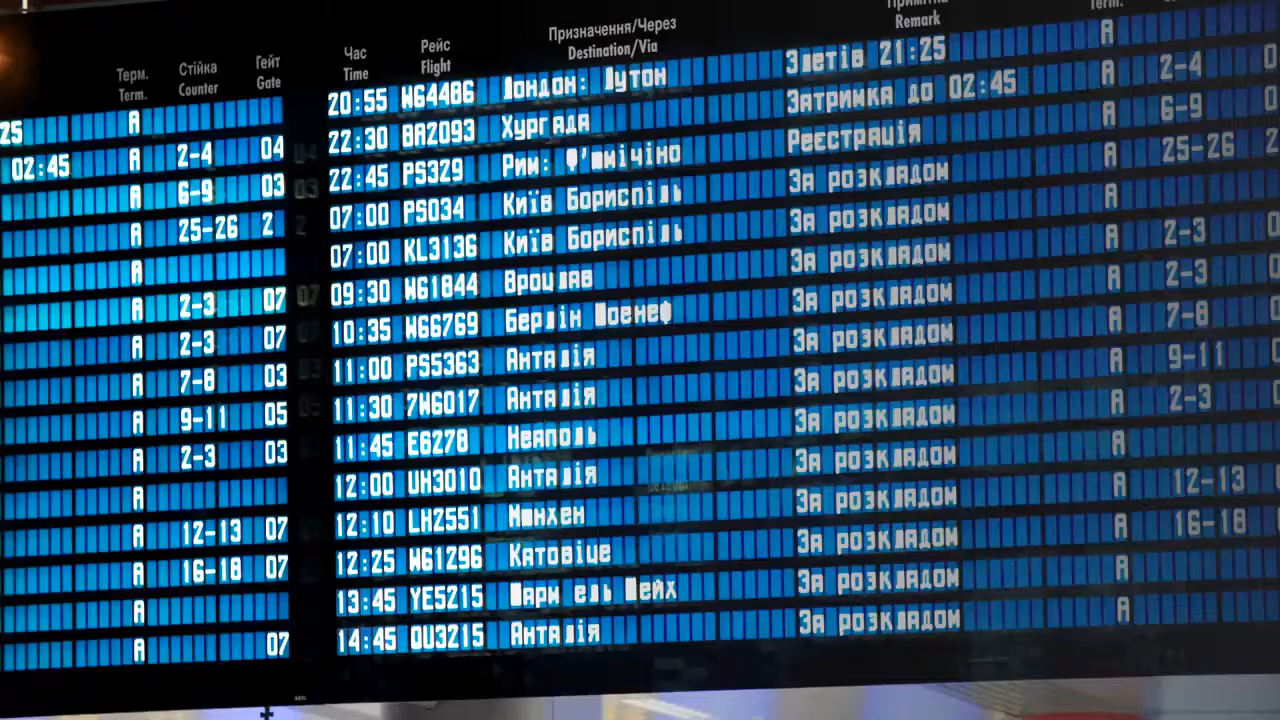 Терм. Стійка Гейт
Term. Counter Gate
25 A
02:45 A 2-4 04
A 6-9 03
A 25-26 2
A
A 2-3 07
A 2-3 07
A 7-8 03
A 9-11 05
A 2-3 03
A
A 12-13 07
A 16-18 07
A
A 07
Час Рейс Призначення/Через Примітка
Time Flight Destination/Via Remark Term.
20:55 W64486 Лондон: Лутон Злетів 21:25 A
22:30 BA2093 Хургада Затримка до 02:45 A 2-4
22:45 PS329 Рим: Ф'юмічіно Реєстрація A 6-9
07:00 PS034 Київ Бориспіль За розкладом A 25-26 2
07:00 KL3136 Київ Бориспіль За розкладом A
09:30 W61844 Вроцлав За розкладом A 2-3
10:35 W66769 Берлін Шоенеф За розкладом A 2-3
11:00 PS5363 Анталія За розкладом A 7-8
11:30 7W6017 Анталія За розкладом A 9-11
11:45 E6278 Неаполь За розкладом A 2-3
12:00 UH3010 Анталія За розкладом A
12:10 LH2551 Мюнхен За розкладом A 12-13
12:25 W61296 Катовіце За розкладом A 16-18
13:45 YE5215 Шарм ель Шейх За розкладом A
14:45 QU3215 Анталія За розкладом A